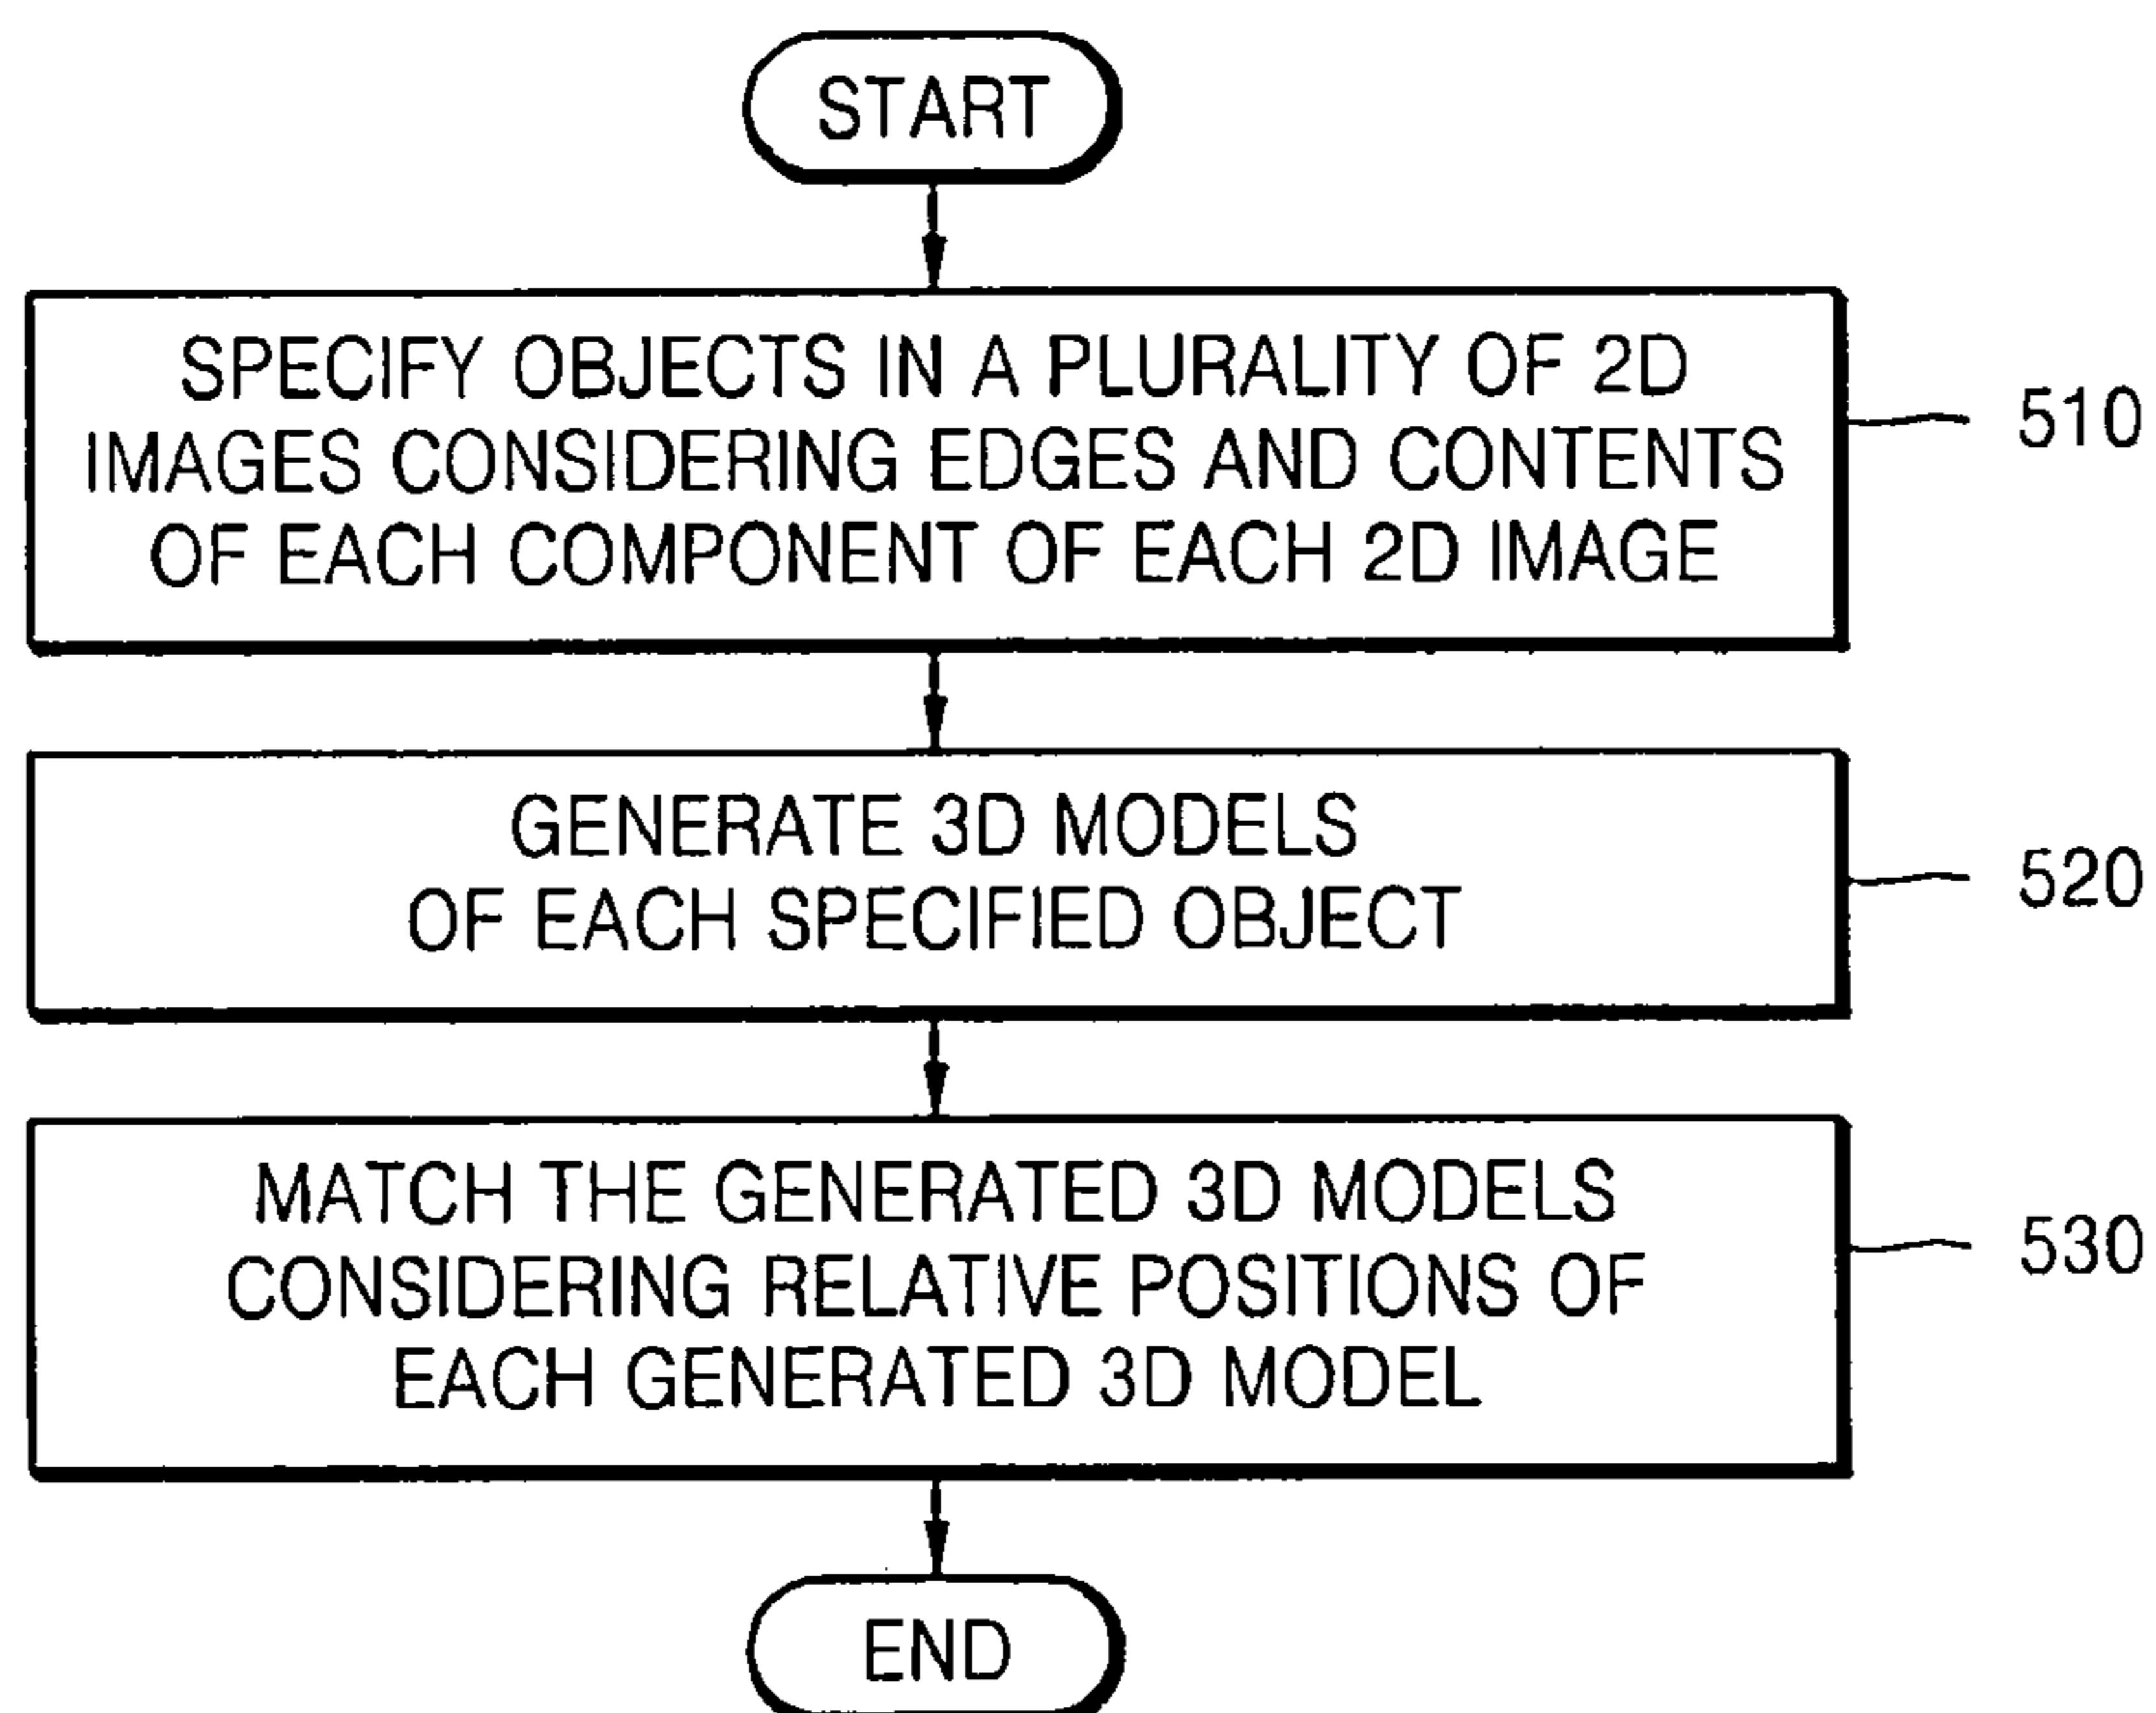 START
SPECIFY OBJECTS IN A PLURALITY OF 2D
IMAGES CONSIDERING EDGES AND CONTENTS
OF EACH COMPONENT OF EACH 2D IMAGE
510
GENERATE 3D MODELS
OF EACH SPECIFIED OBJECT
520
MATCH THE GENERATED 3D MODELS
CONSIDERING RELATIVE POSITIONS OF
EACH GENERATED 3D MODEL
530
END